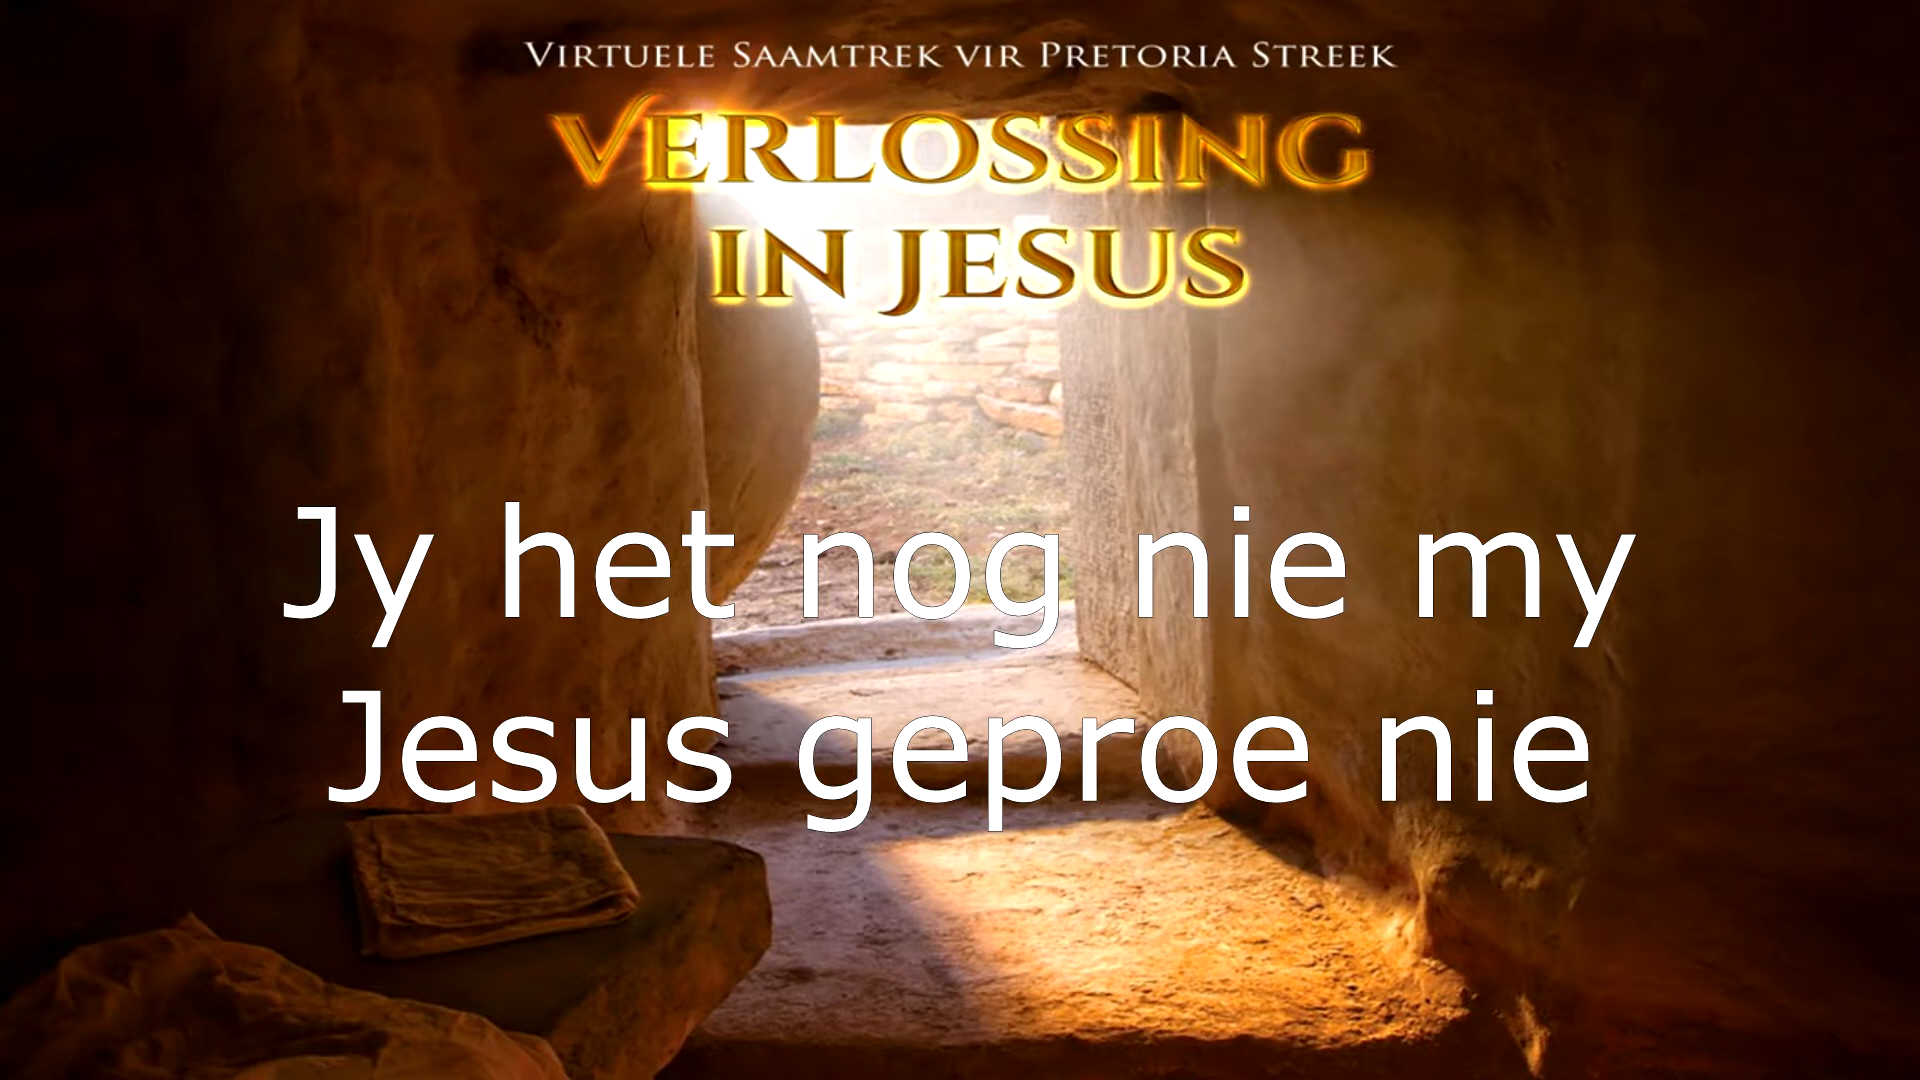 VIRTUELE SAAMTREK VIR PRETORIA STREEK
VERLOSSING
IN JESUS
Jy het nog nie my
Jesus geproe nie